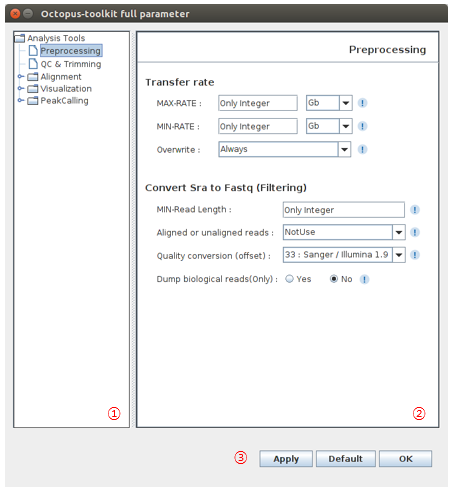 Octopus-toolkit full parameter
Analysis Tools
Preprocessing
QC & Trimming
Alignment
Visualization
PeakCalling
①
Preprocessing
Transfer rate
MAX-RATE : Only Integer Gb !
MIN-RATE : Only Integer Gb !
Overwrite : Always !
Convert Sra to Fastq (Filtering)
MIN-Read Length : Only Integer !
Aligned or unaligned reads : NotUse !
Quality conversion (offset) : 33 : Sanger / Illumina 1.9 !
Dump biological reads(Only) : Yes No !
②
③ Apply Default OK